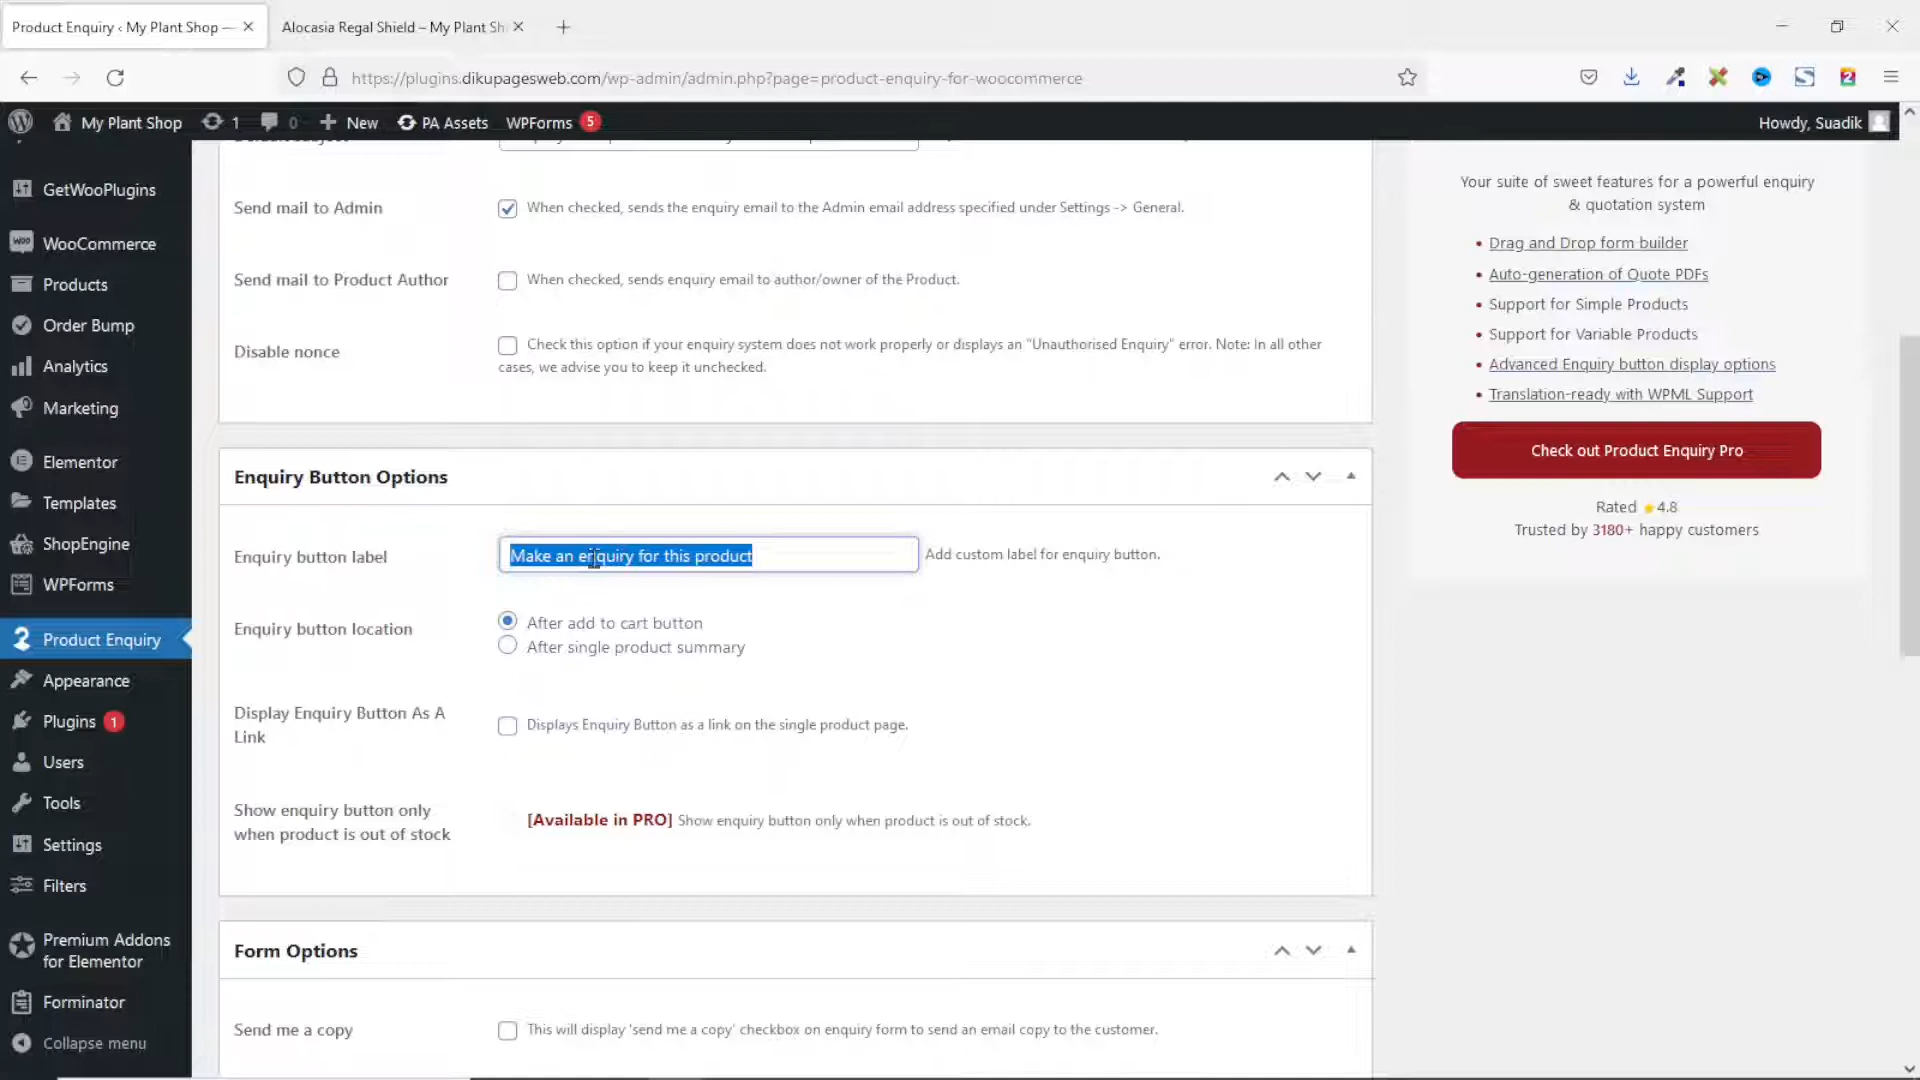 Product Enquiry ‹ My Plant Shop —
Alocasia Regal Shield – My Plant Sh
https://plugins.dikupagesweb.com/wp-admin/admin.php?page=product-enquiry-for-woocommerce
2
My Plant Shop
1
0
New
PA Assets
WPForms 5
Howdy, Suadik
GetWooPlugins
WooCommerce
Products
Order Bump
Analytics
Marketing
Elementor
Templates
ShopEngine
WPForms
Product Enquiry
Appearance
Plugins 1
Users
Tools
Settings
Filters
Premium Addons
for Elementor
Forminator
Collapse menu
Send mail to Admin
When checked, sends the enquiry email to the Admin email address specified under Settings -> General.
Send mail to Product Author
When checked, sends enquiry email to author/owner of the Product.
Disable nonce
Check this option if your enquiry system does not work properly or displays an "Unauthorised Enquiry" error. Note: In all other
cases, we advise you to keep it unchecked.
Enquiry Button Options
Enquiry button label
Make an enquiry for this product
Add custom label for enquiry button.
Enquiry button location
After add to cart button
After single product summary
Display Enquiry Button As A
Link
Displays Enquiry Button as a link on the single product page.
Show enquiry button only
when product is out of stock
[Available in PRO] Show enquiry button only when product is out of stock.
Form Options
Send me a copy
This will display 'send me a copy' checkbox on enquiry form to send an email copy to the customer.
Your suite of sweet features for a powerful enquiry
& quotation system
• Drag and Drop form builder
• Auto-generation of Quote PDFs
• Support for Simple Products
• Support for Variable Products
• Advanced Enquiry button display options
• Translation-ready with WPML Support
Check out Product Enquiry Pro
Rated ★ 4.8
Trusted by 3180+ happy customers